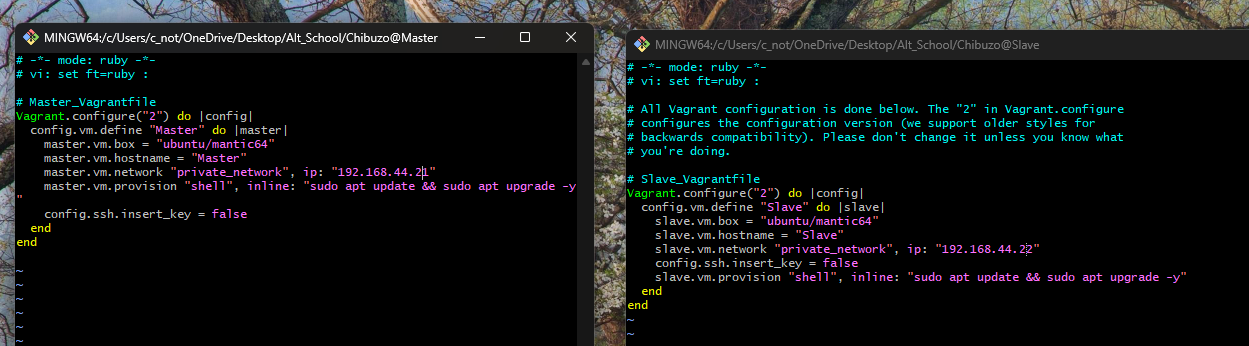 MINGW64:/c/Users/c_not/OneDrive/Desktop/Alt_School/Chibuzo@Master
# -*- mode: ruby -*-
# vi: set ft=ruby :
# Master_Vagrantfile
Vagrant.configure("2") do |config|
  config.vm.define "Master" do |master|
    master.vm.box = "ubuntu/mantic64"
    master.vm.hostname = "Master"
    master.vm.network "private_network", ip: "192.168.44.21"
    master.vm.provision "shell", inline: "sudo apt update && sudo apt upgrade -y
"
    config.ssh.insert_key = false
  end
end
~
~
~
~
~
~
MINGW64:/c/Users/c_not/OneDrive/Desktop/Alt_School/Chibuzo@Slave
# -*- mode: ruby -*-
# vi: set ft=ruby :
# All Vagrant configuration is done below. The "2" in Vagrant.configure
# configures the configuration version (we support older styles for
# backwards compatibility). Please don't change it unless you know what
# you're doing.
# Slave_Vagrantfile
Vagrant.configure("2") do |config|
  config.vm.define "Slave" do |slave|
    slave.vm.box = "ubuntu/mantic64"
    slave.vm.hostname = "Slave"
    slave.vm.network "private_network", ip: "192.168.44.22"
    config.ssh.insert_key = false
    slave.vm.provision "shell", inline: "sudo apt update && sudo apt upgrade -y"
  end
end
~
~